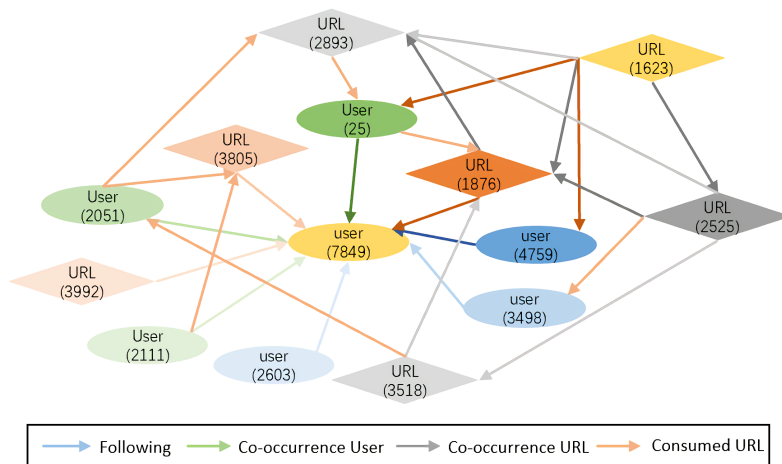 URL
(2893)
URL
(1623)
User
(25)
URL
(3805)
URL
(1876)
User
(2051)
URL
(2525)
user
(7849)
user
(4759)
URL
(3992)
user
(3498)
User
(2111)
user
(2603)
URL
(3518)
Following
Co-occurrence User
Co-occurrence URL
Consumed URL